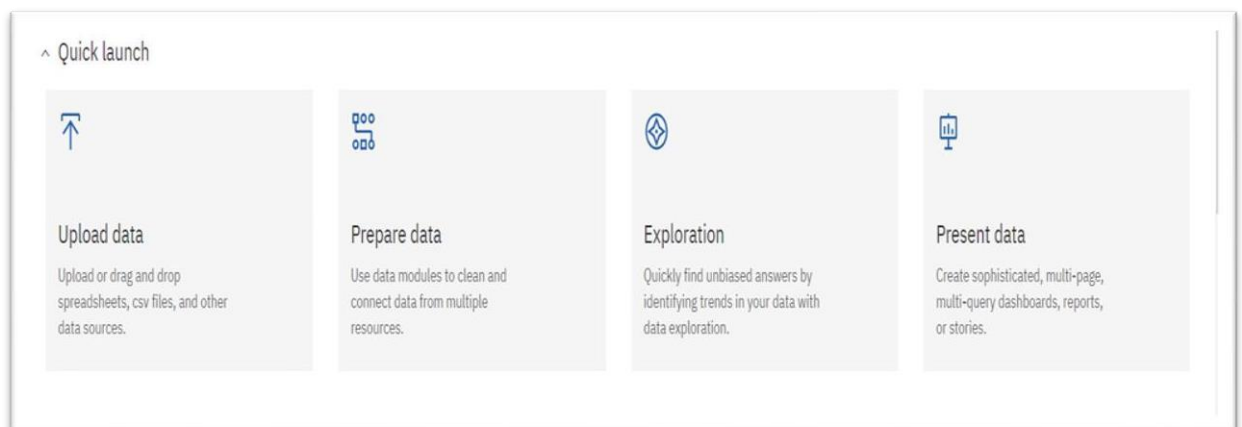 Quick launch
Upload data
Upload or drag and drop
spreadsheets, csv files, and other
data sources.
Prepare data
Use data modules to clean and
connect data from multiple
resources.
Exploration
Quickly find unbiased answers by
identifying trends in your data with
data exploration.
Present data
Create sophisticated, multi-page,
multi-query dashboards, reports,
or stories.